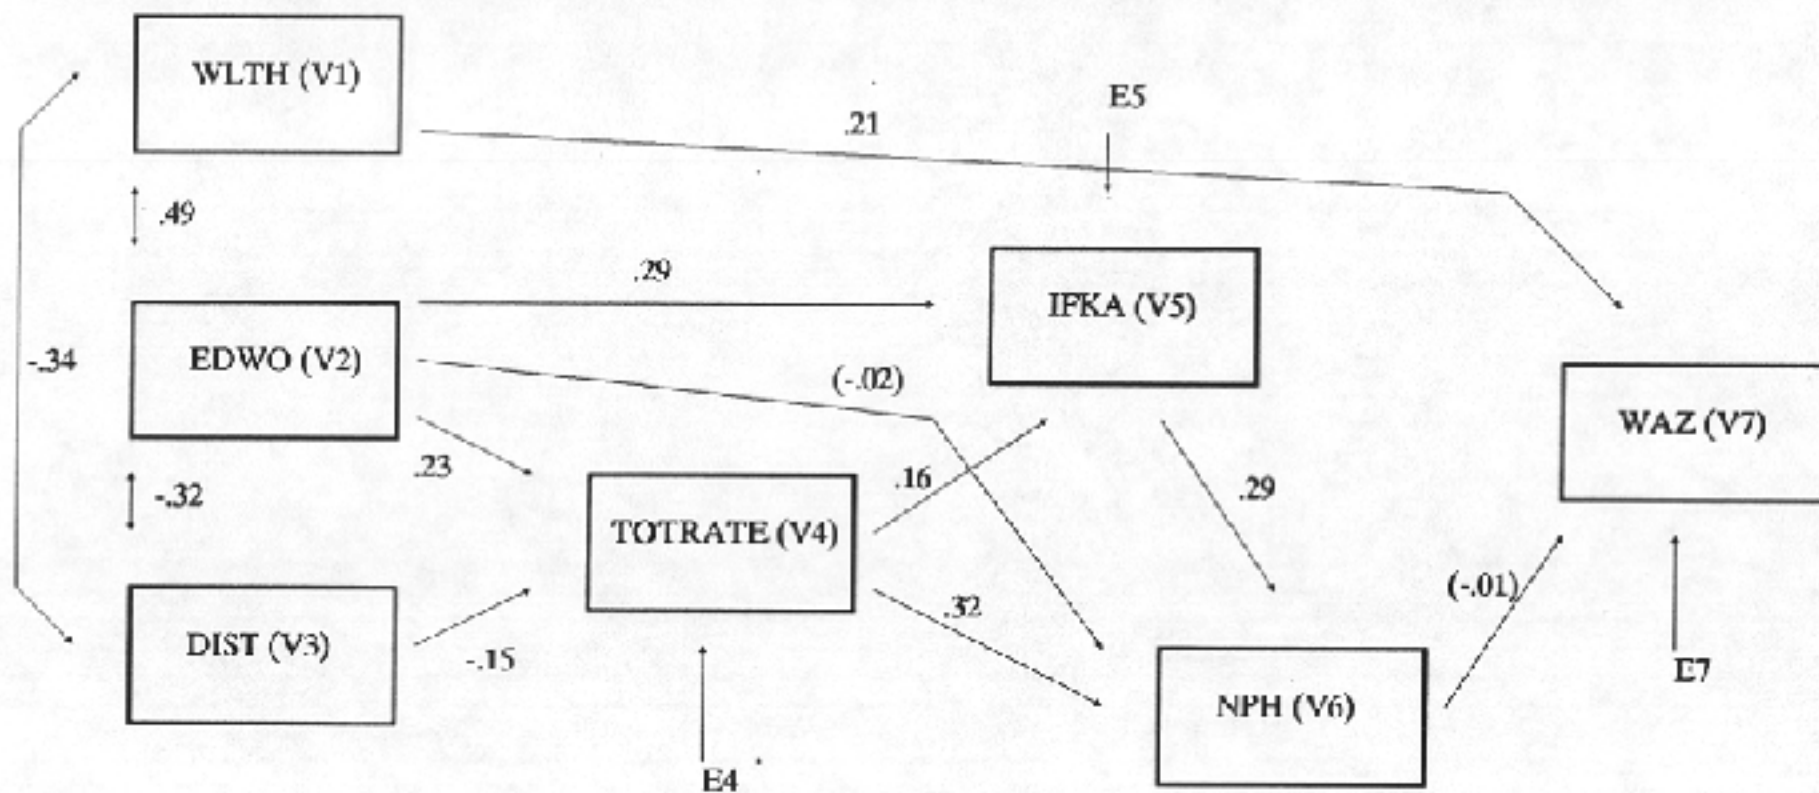 WLTH (V1)
E5
.21
.49
.29
IFKA (V5)
-.34
EDWO (V2)
(-.02)
WAZ (V7)
.23
.16
.29
-.32
TOTRATE (V4)
(-.01)
.32
DIST (V3)
-.15
E7
NPH (V6)
E4